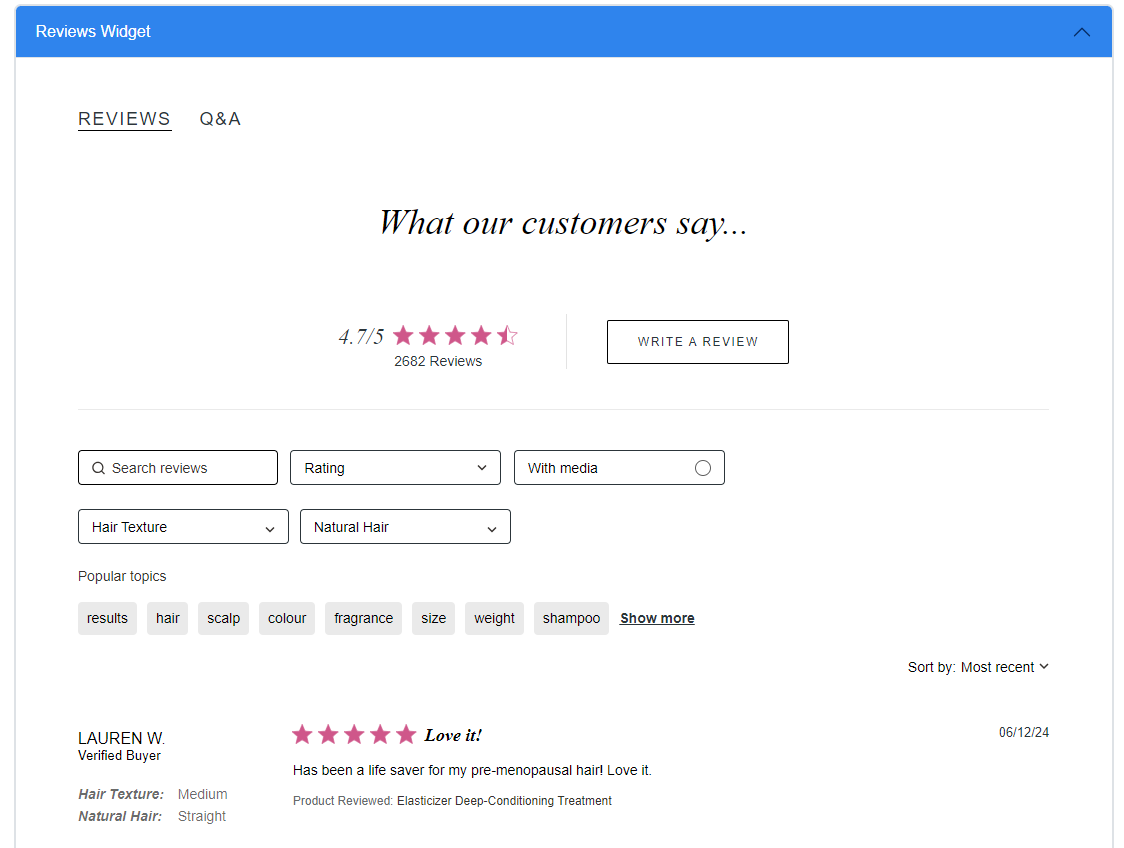 Reviews Widget
REVIEWS Q&A
What our customers say...
4.7/5
2682 Reviews
WRITE A REVIEW
Search reviews Rating With media
Hair Texture Natural Hair
Popular topics
results hair scalp colour fragrance size weight shampoo Show more
Sort by: Most recent
LAUREN W.
Verified Buyer
Hair Texture: Medium
Natural Hair: Straight
Love it!
06/12/24
Has been a life saver for my pre-menopausal hair! Love it.
Product Reviewed: Elasticizer Deep-Conditioning Treatment